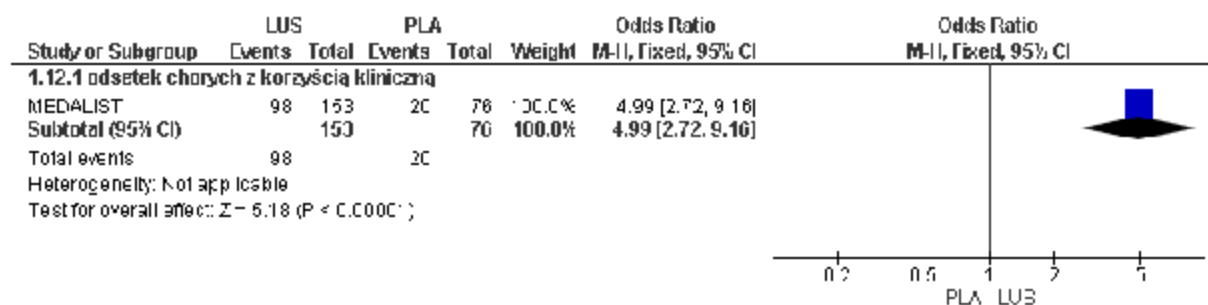 LUS PLA Odds Ratio Odds Ratio
Study or Subgroup Events Total Events Total Weight M-H, Fixed, 95% CI M-H, Fixed, 95% CI
1.12.1 odsetek chorych z korzyścią kliniczną
MEDALIST 98 153 20 76 100.0% 4.99 [2.72, 9.16]
Subtotal (95% CI) 153 76 100.0% 4.99 [2.72, 9.16]
Total events 98 20
Heterogeneity: Not applicable
Test for overall effect: Z = 5.18 (P < 0.00001)
0.2 0.5 1 2 5
PLA LUS